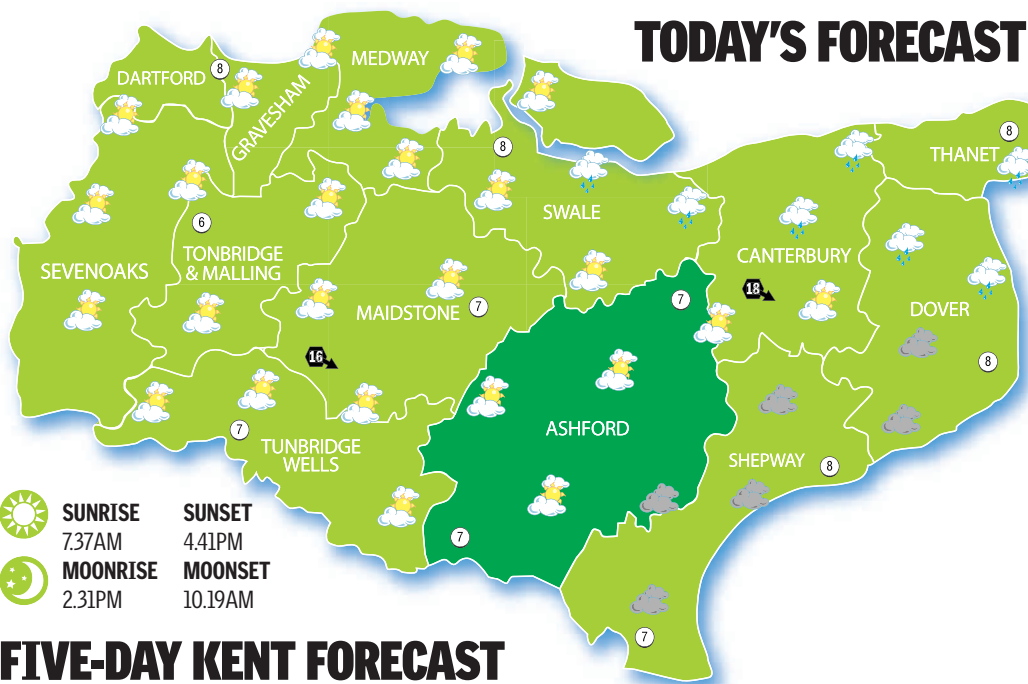 TODAY'S FORECAST
MEDWAY
DARTFORD
8
GRAVESHAM
8
THANET
8
SWALE
6
TONBRIDGE
& MALLING
SEVENOAKS
CANTERBURY
18
7
MAIDSTONE
7
DOVER
16
8
ASHFORD
7
TUNBRIDGE
WELLS
SHEPWAY
8
7
7
SUNRISE SUNSET
7.37AM 4.41PM
MOONRISE MOONSET
2.31PM 10.19AM
FIVE-DAY KENT FORECAST